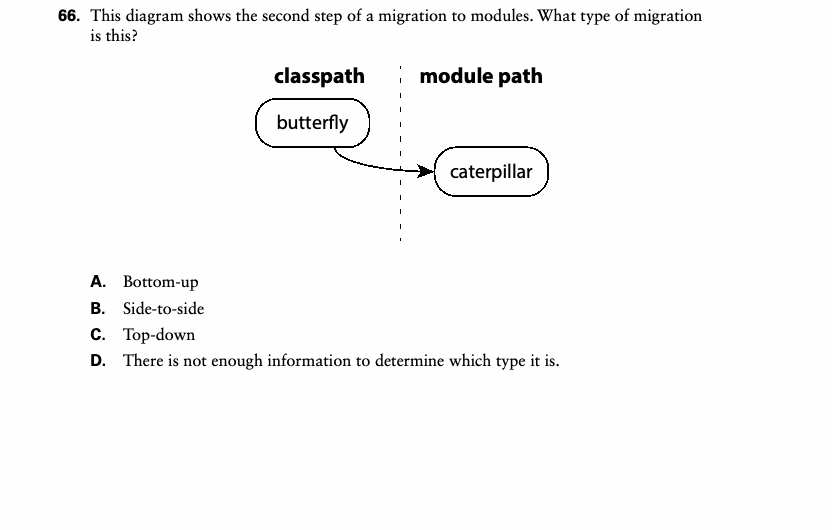 66. This diagram shows the second step of a migration to modules. What type of migration
is this?
classpath module path
butterfly
caterpillar
A. Bottom-up
B. Side-to-side
C. Top-down
D. There is not enough information to determine which type it is.